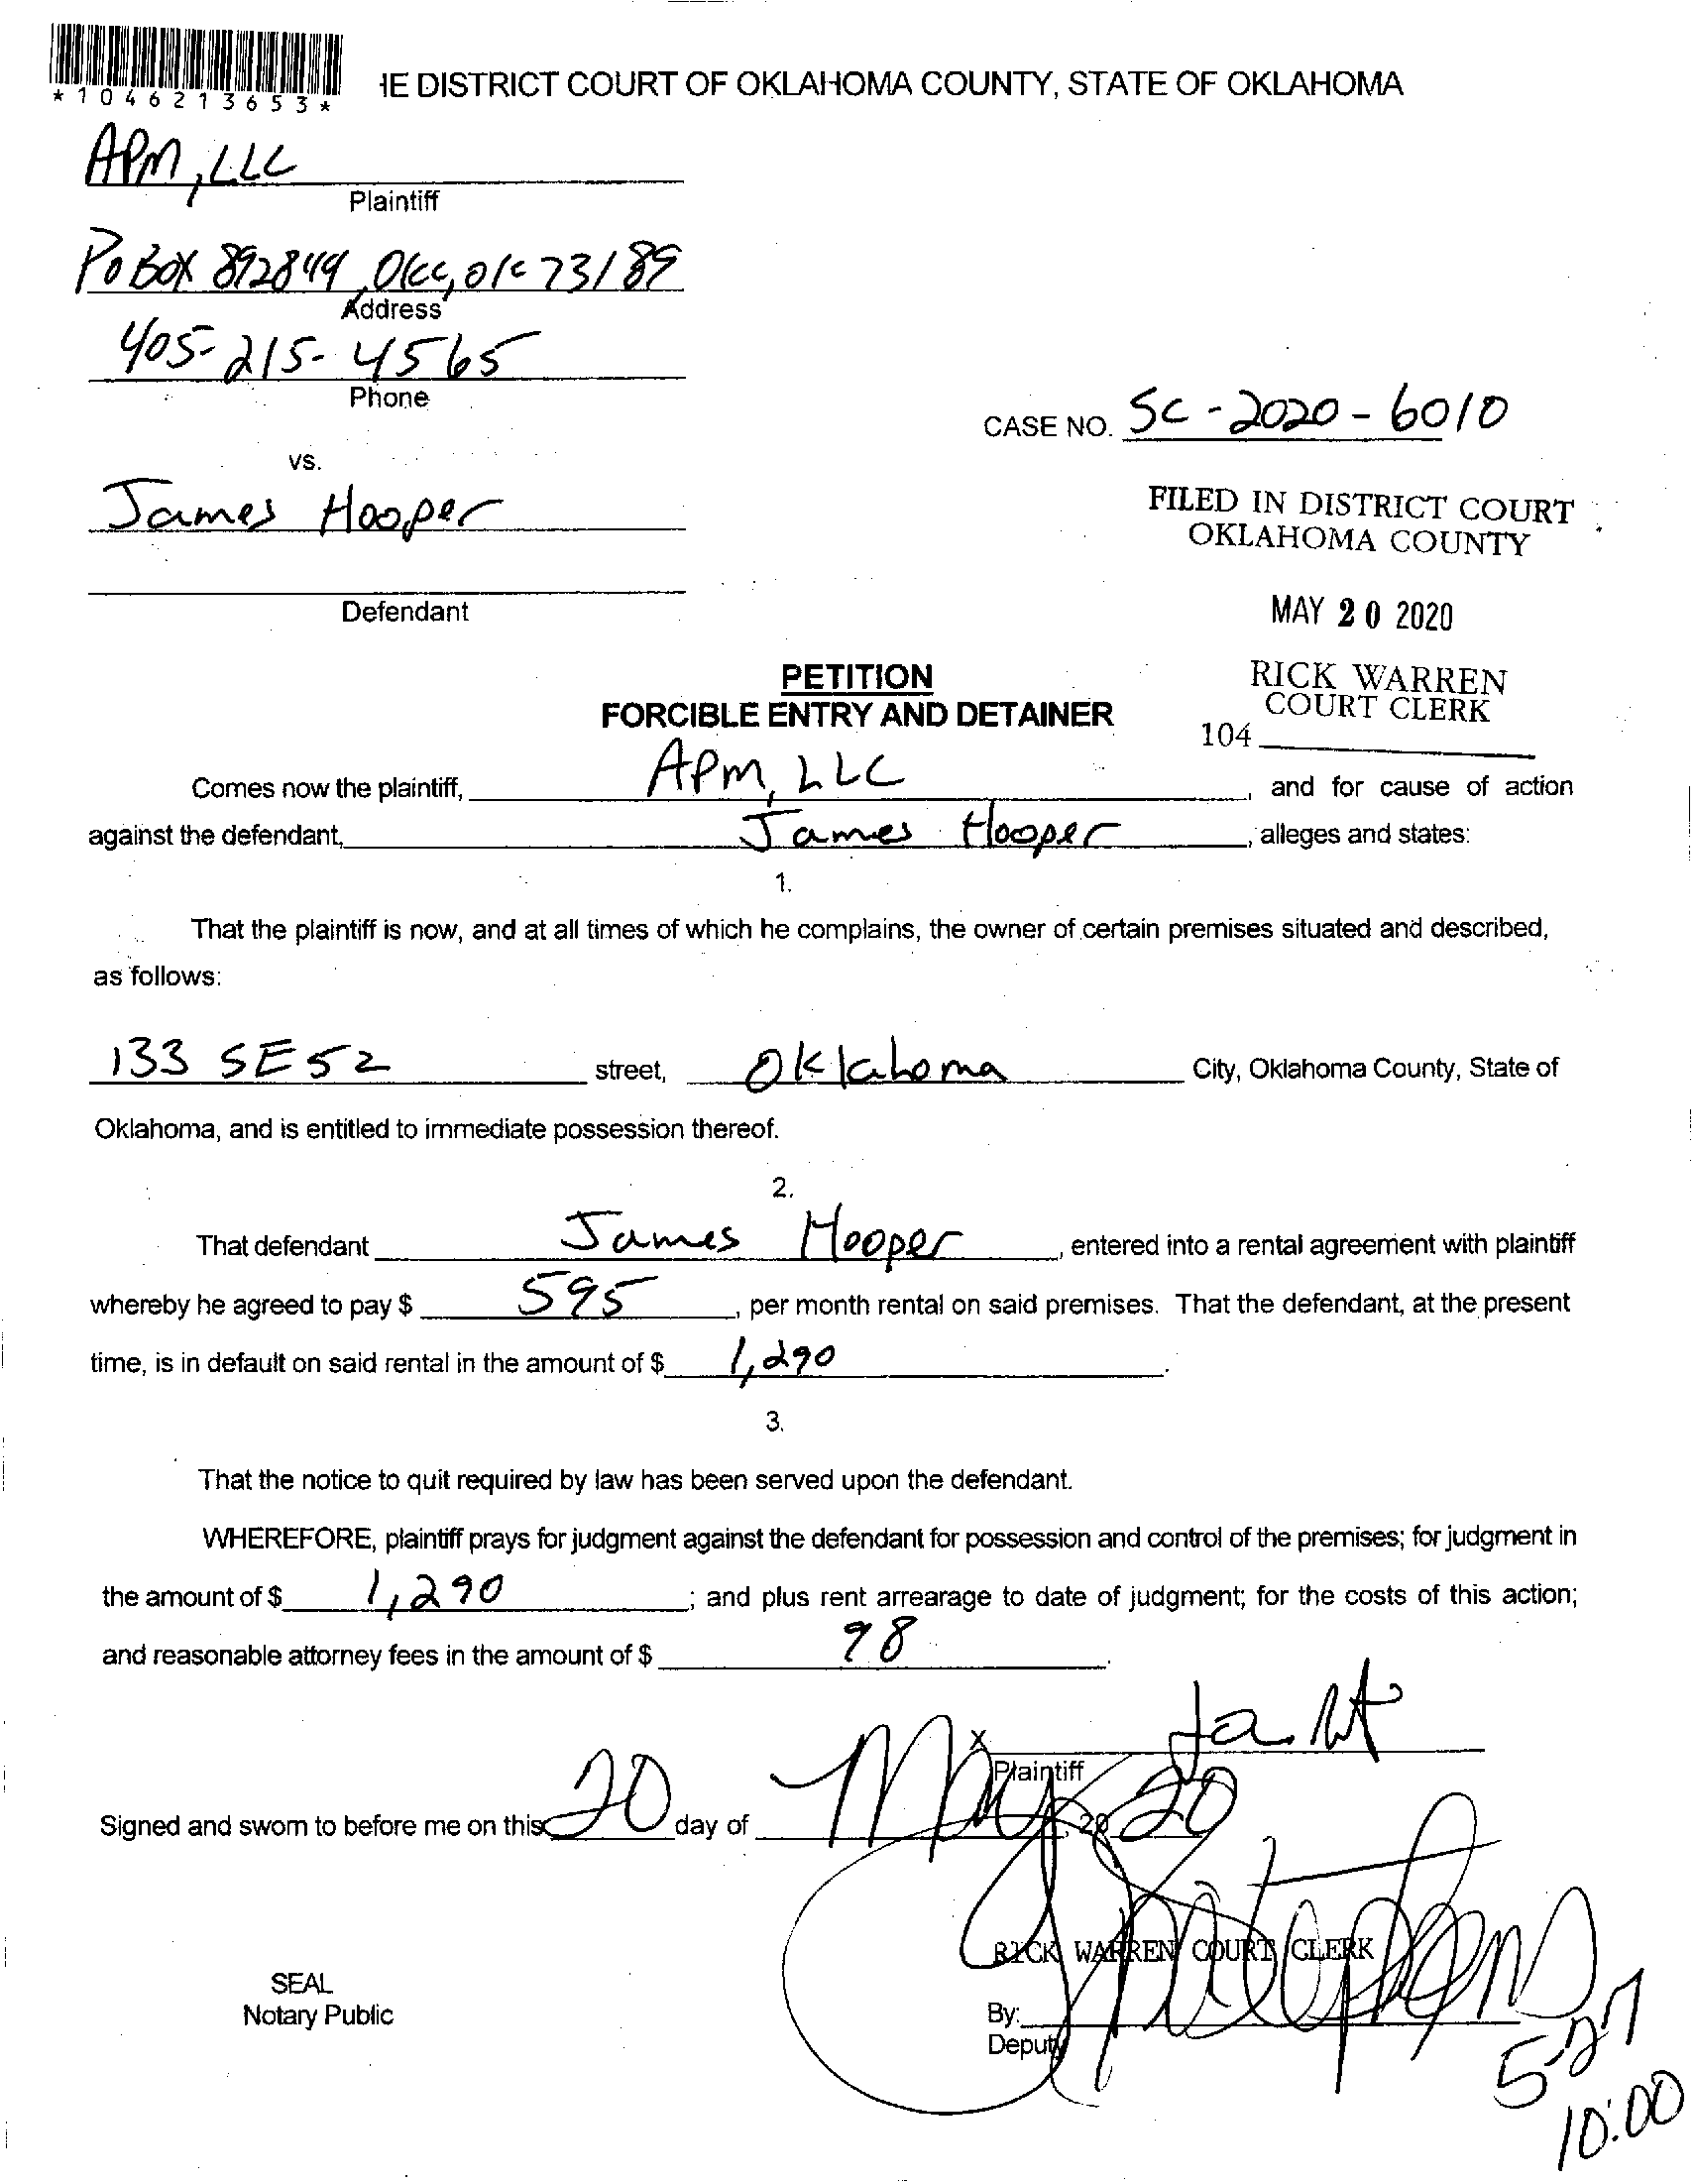 *1046213653*
HE DISTRICT COURT OF OKLAHOMA COUNTY, STATE OF OKLAHOMA
APM, LLC
Plaintiff
PO BOX 892849, OKC, OK 73189
Address
405-215-4565
Phone
CASE NO. SC-2020-6010
vs.
James Hooper
FILED IN DISTRICT COURT
OKLAHOMA COUNTY
Defendant
MAY 20 2020
PETITION
FORCIBLE ENTRY AND DETAINER
RICK WARREN
COURT CLERK
104
Comes now the plaintiff, APM, LLC, and for cause of action
against the defendant, James Hooper, alleges and states:
1.
That the plaintiff is now, and at all times of which he complains, the owner of certain premises situated and described,
as follows:
133 SE 52 street, Oklahoma City, Oklahoma County, State of
Oklahoma, and is entitled to immediate possession thereof.
2.
That defendant James Hooper, entered into a rental agreement with plaintiff
whereby he agreed to pay $ 595, per month rental on said premises. That the defendant, at the present
time, is in default on said rental in the amount of $ 1,290.
3.
That the notice to quit required by law has been served upon the defendant.
WHEREFORE, plaintiff prays for judgment against the defendant for possession and control of the premises; for judgment in
the amount of $ 1,290; and plus rent arrearage to date of judgment; for the costs of this action;
and reasonable attorney fees in the amount of $ 98.
X
Plaintiff
Signed and sworn to before me on this 20 day of May, 20 20
RICK WARREN COURT CLERK
SEAL
Notary Public
By:
Deputy
5-27
10:00